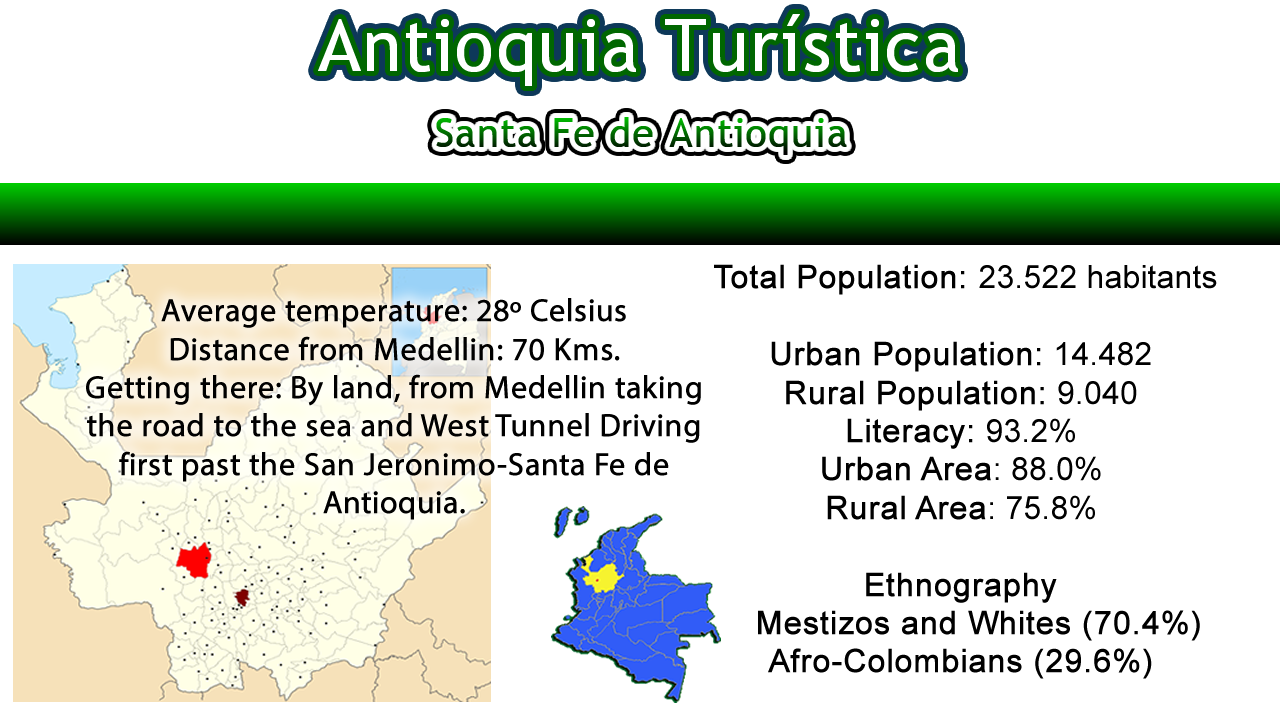 Antioquia Turística
Santa Fe de Antioquia
Average temperature: 28º Celsius
Distance from Medellin: 70 Kms.
Getting there: By land, from Medellin taking
the road to the sea and West Tunnel Driving
first past the San Jeronimo-Santa Fe de
Antioquia.
Total Population: 23.522 habitants
Urban Population: 14.482
Rural Population: 9.040
Literacy: 93.2%
Urban Area: 88.0%
Rural Area: 75.8%
Ethnography
Mestizos and Whites (70.4%)
Afro-Colombians (29.6%)